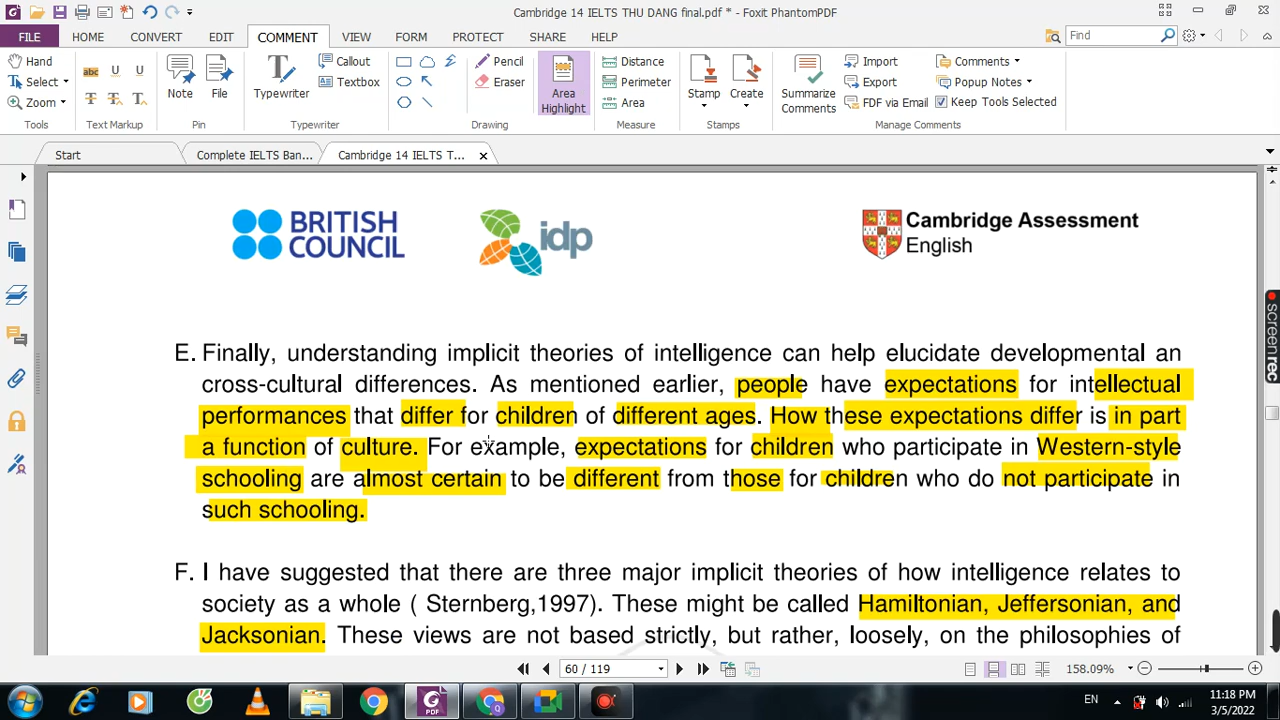 Cambridge 14 IELTS THU DANG final.pdf * - Foxit PhantomPDF
FILE HOME CONVERT EDIT COMMENT VIEW FORM PROTECT SHARE HELP Find
Hand Callout Pencil Distance Import Comments
Select Textbox Eraser Perimeter Export Popup Notes
Zoom Note File Typewriter Area Highlight Area Stamp Create Summarize Comments FDF via Email Keep Tools Selected
Tools Text Markup Pin Typewriter Drawing Measure Stamps Manage Comments
Start Complete IELTS Ban... Cambridge 14 IELTS T...
BRITISH COUNCIL
idp
Cambridge Assessment
English
E. Finally, understanding implicit theories of intelligence can help elucidate developmental an
cross-cultural differences. As mentioned earlier, people have expectations for intellectual
performances that differ for children of different ages. How these expectations differ is in part
a function of culture. For example, expectations for children who participate in Western-style
schooling are almost certain to be different from those for children who do not participate in
such schooling.
F. I have suggested that there are three major implicit theories of how intelligence relates to
society as a whole ( Sternberg,1997). These might be called Hamiltonian, Jeffersonian, and
Jacksonian. These views are not based strictly, but rather, loosely, on the philosophies of
screenrec
60 / 119
158.09%
EN
11:18 PM
3/5/2022